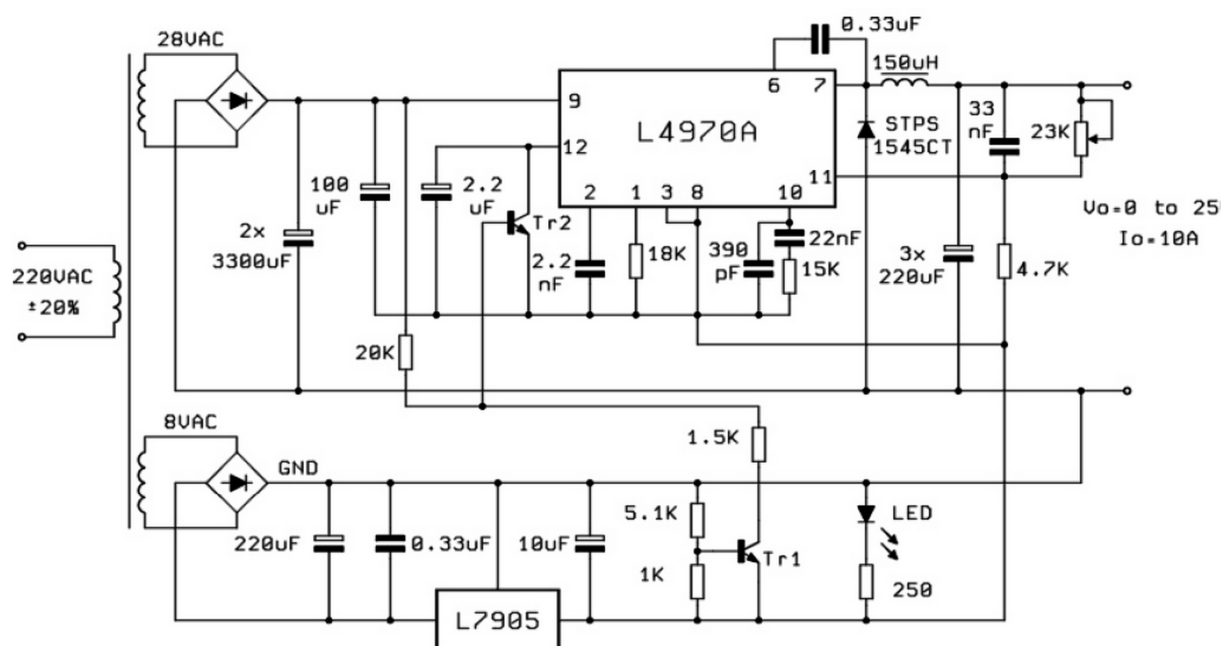 28VAC
0.33uF
150uH
6
7
9
L4970A
STPS
1545CT
33
nF
23K
12
11
100
uF
2.2
uF
Tr2
2
1
3
8
10
Vo=0 to 25
Io=10A
2x
3300uF
2.2
nF
18K
390
pF
22nF
15K
3x
220uF
4.7K
220VAC
±20%
20K
8VAC
1.5K
GND
5.1K
LED
220uF
0.33uF
10uF
Tr1
1K
250
L7905